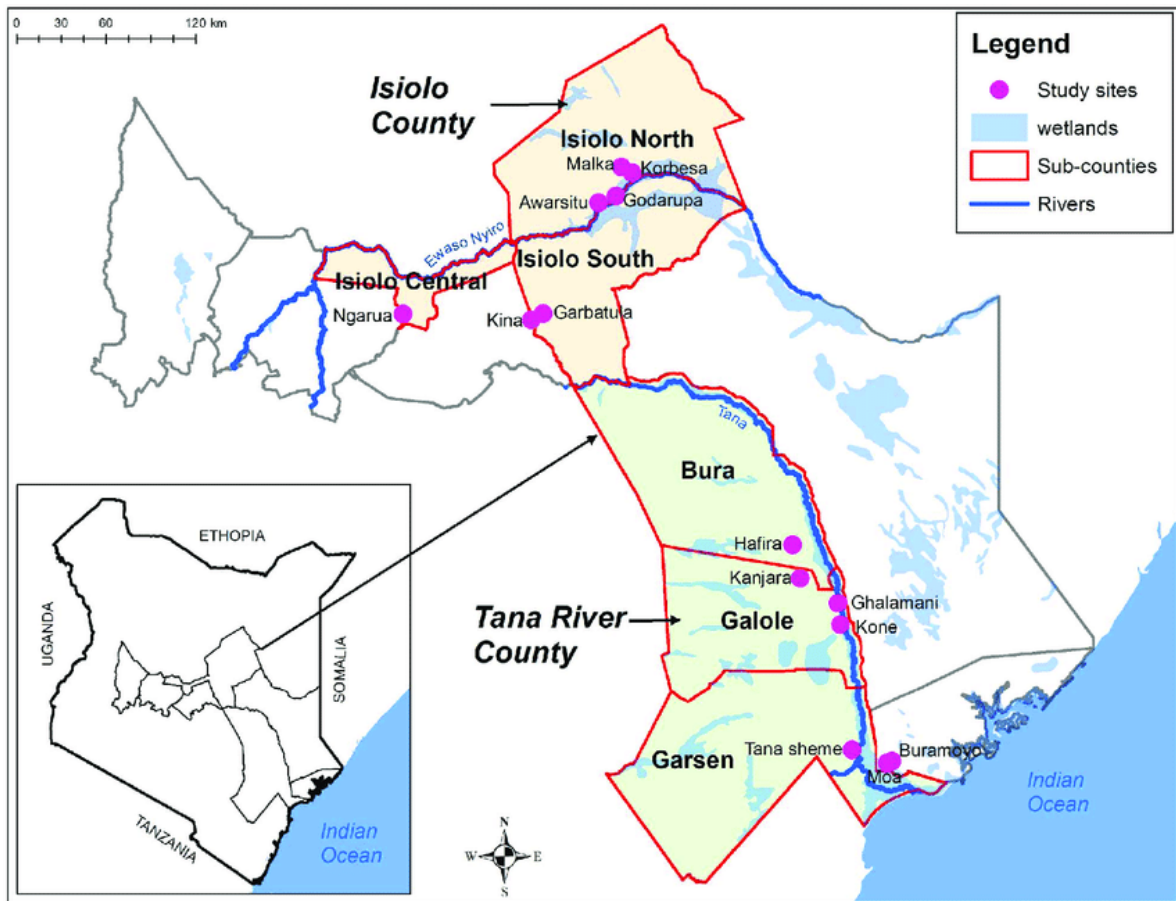 0 30 60 120 km
Legend
Study sites
wetlands
Sub-counties
Rivers
Isiolo
County
Isiolo North
Malka
Korbesa
Awarsitu
Godarupa
Ewaso Nyiro
Isiolo South
Isiolo Central
Ngarua
Kina
Garbatula
Tana
Bura
Hafira
Kanjara
Ghalamani
Kone
Galole
Tana River
County
Tana sheme
Buramoyo
Moa
Garsen
Indian
Ocean
N
W E
S
ETHIOPIA
UGANDA
SOMALIA
TANZANIA
Indian
Ocean